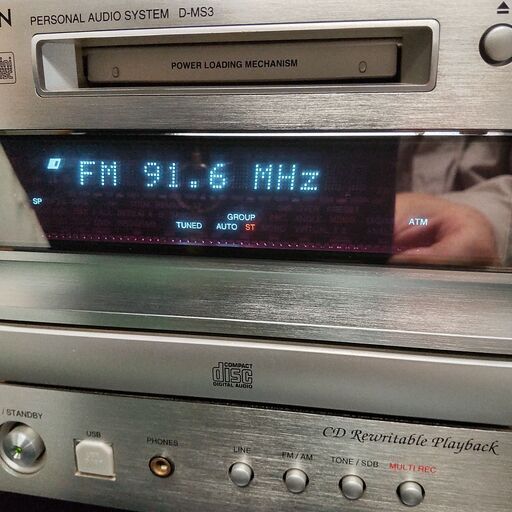 N PERSONAL AUDIO SYSTEM D-MS3
POWER LOADING MECHANISM
FM 91.6 MHz
SP
GROUP
TUNED AUTO ST
ATM
COMPACT
disc
DIGITAL AUDIO
/ STANDBY
USB
PHONES
LINE
FM / AM
TONE / SDB
MULTI REC
CD Rewritable Playback